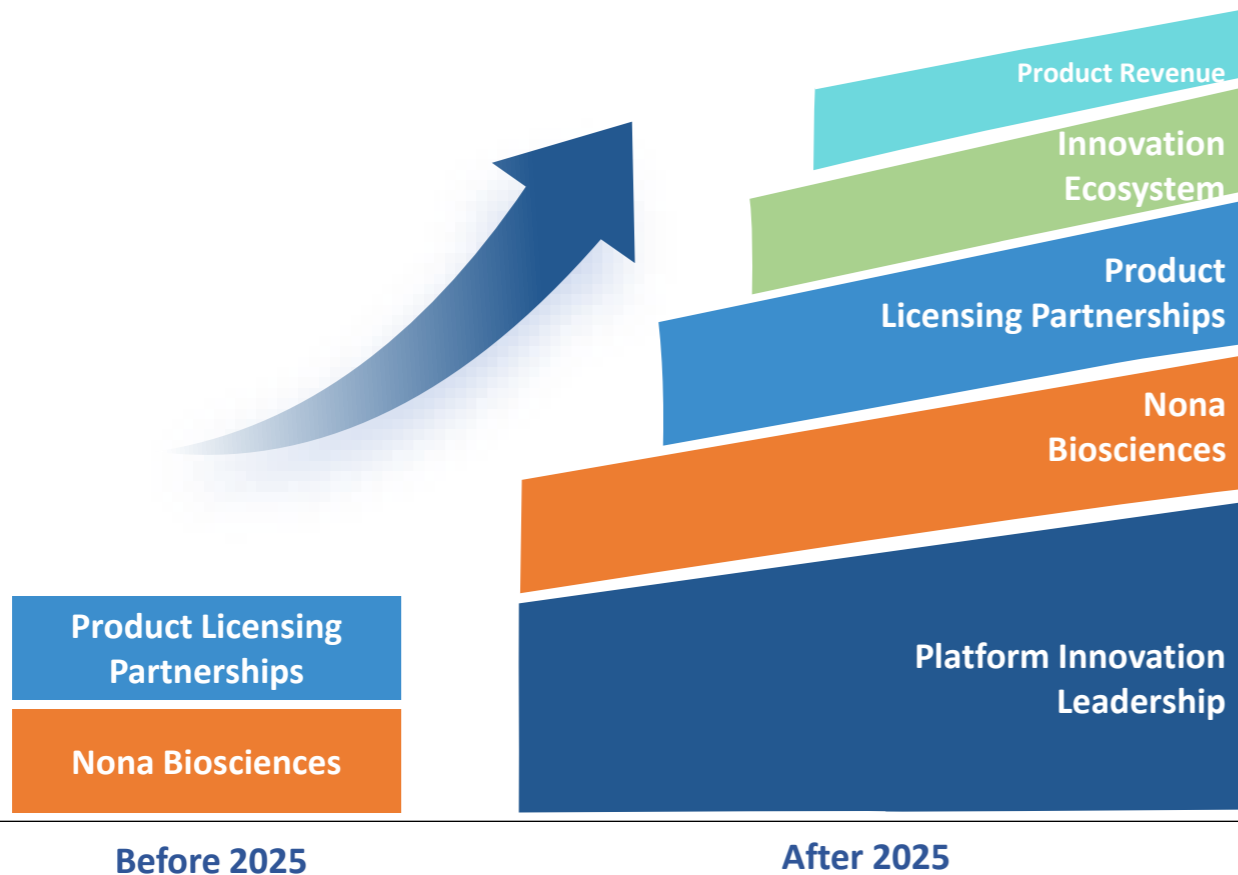 Product Revenue
Innovation
Ecosystem
Product
Licensing Partnerships
Nona
Biosciences
Platform Innovation
Leadership
Product Licensing
Partnerships
Nona Biosciences
Before 2025
After 2025